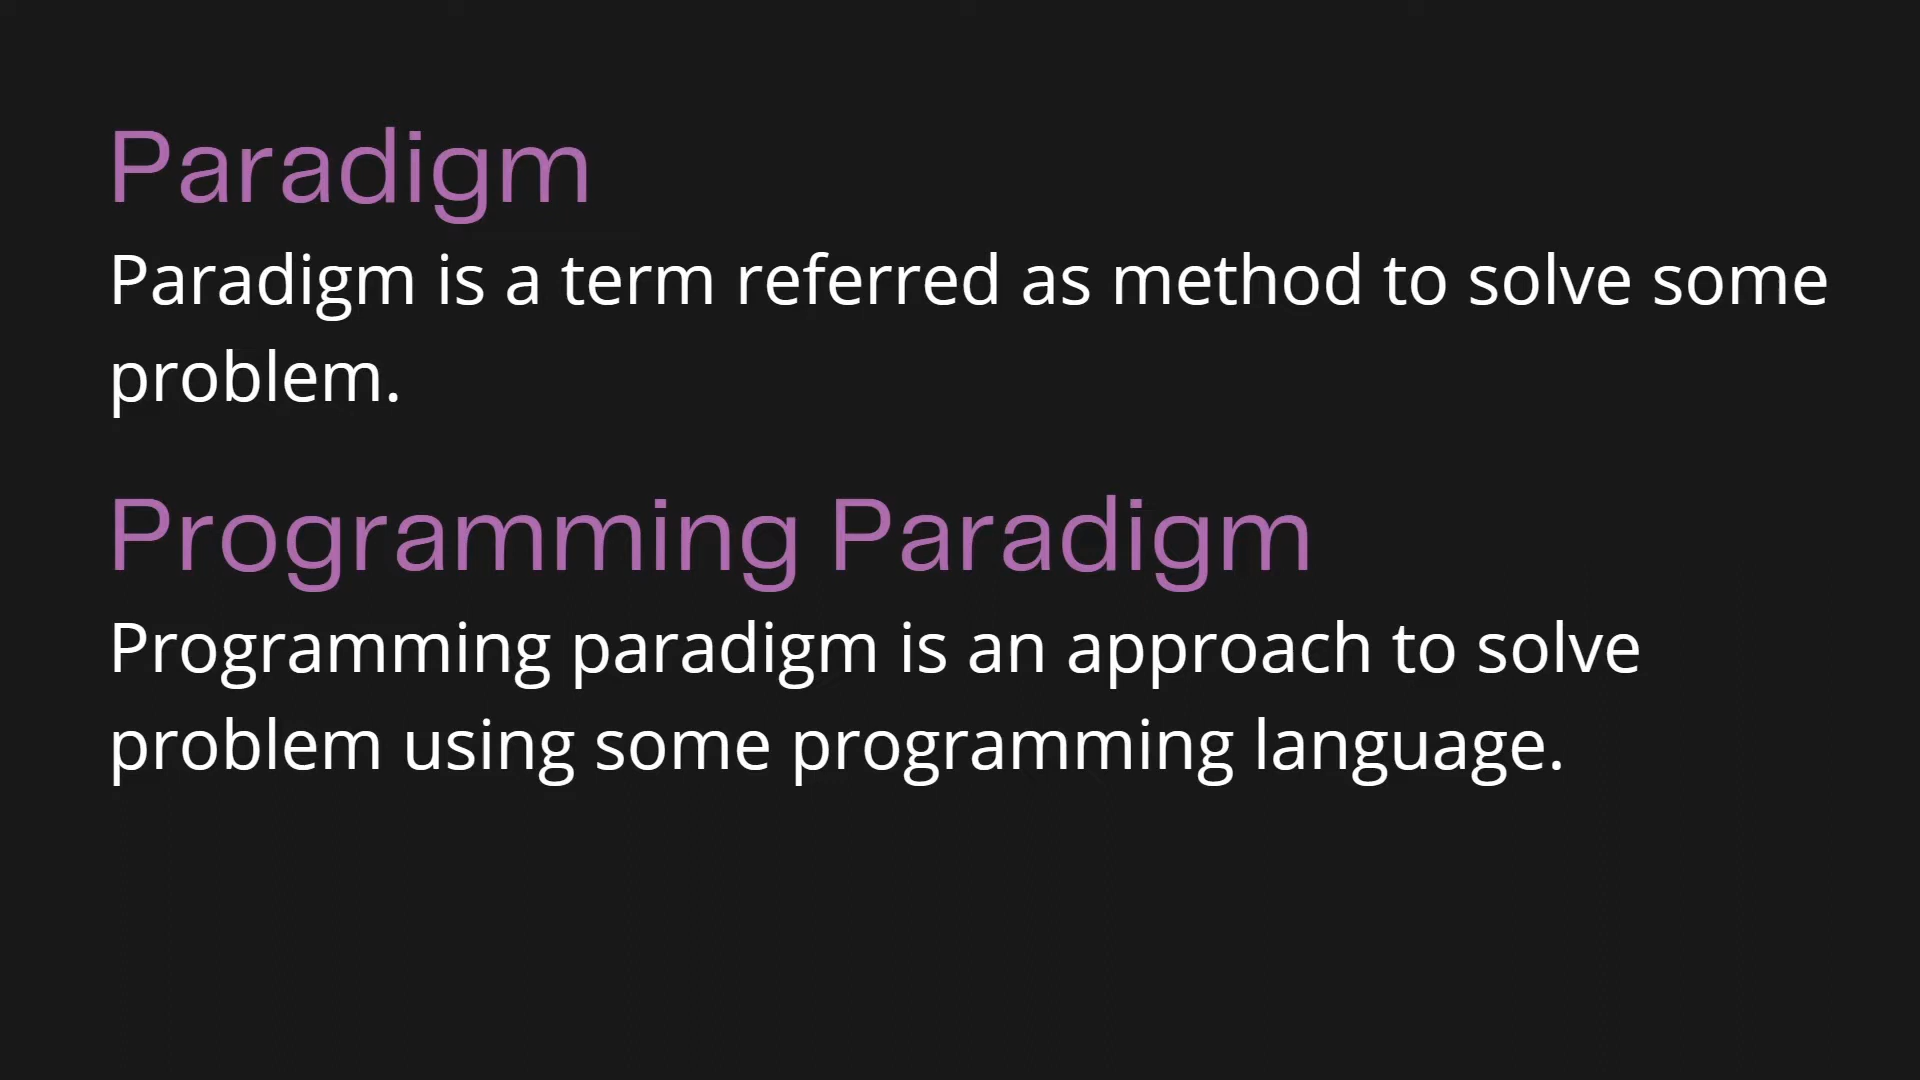 Paradigm
Paradigm is a term referred as method to solve some
problem.
Programming Paradigm
Programming paradigm is an approach to solve
problem using some programming language.